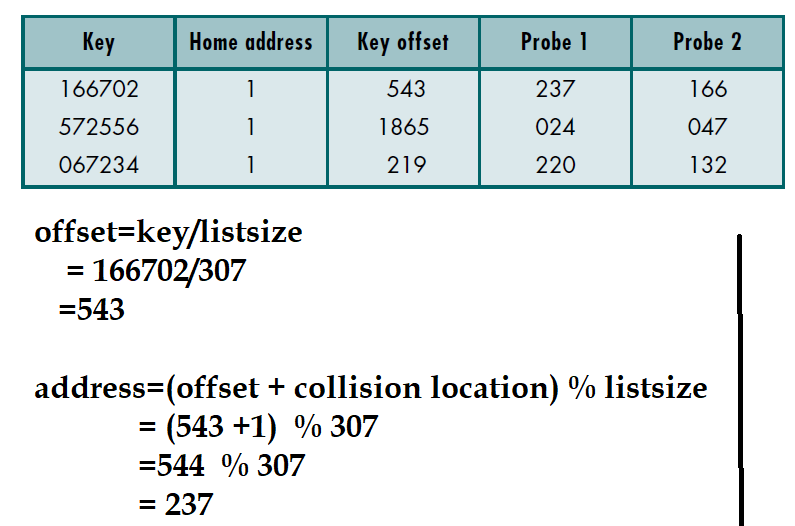 Key Home address Key offset Probe 1 Probe 2
166702 1 543 237 166
572556 1 1865 024 047
067234 1 219 220 132
offset=key/listsize
= 166702/307
=543
address=(offset + collision location) % listsize
= (543 +1) % 307
=544 % 307
= 237